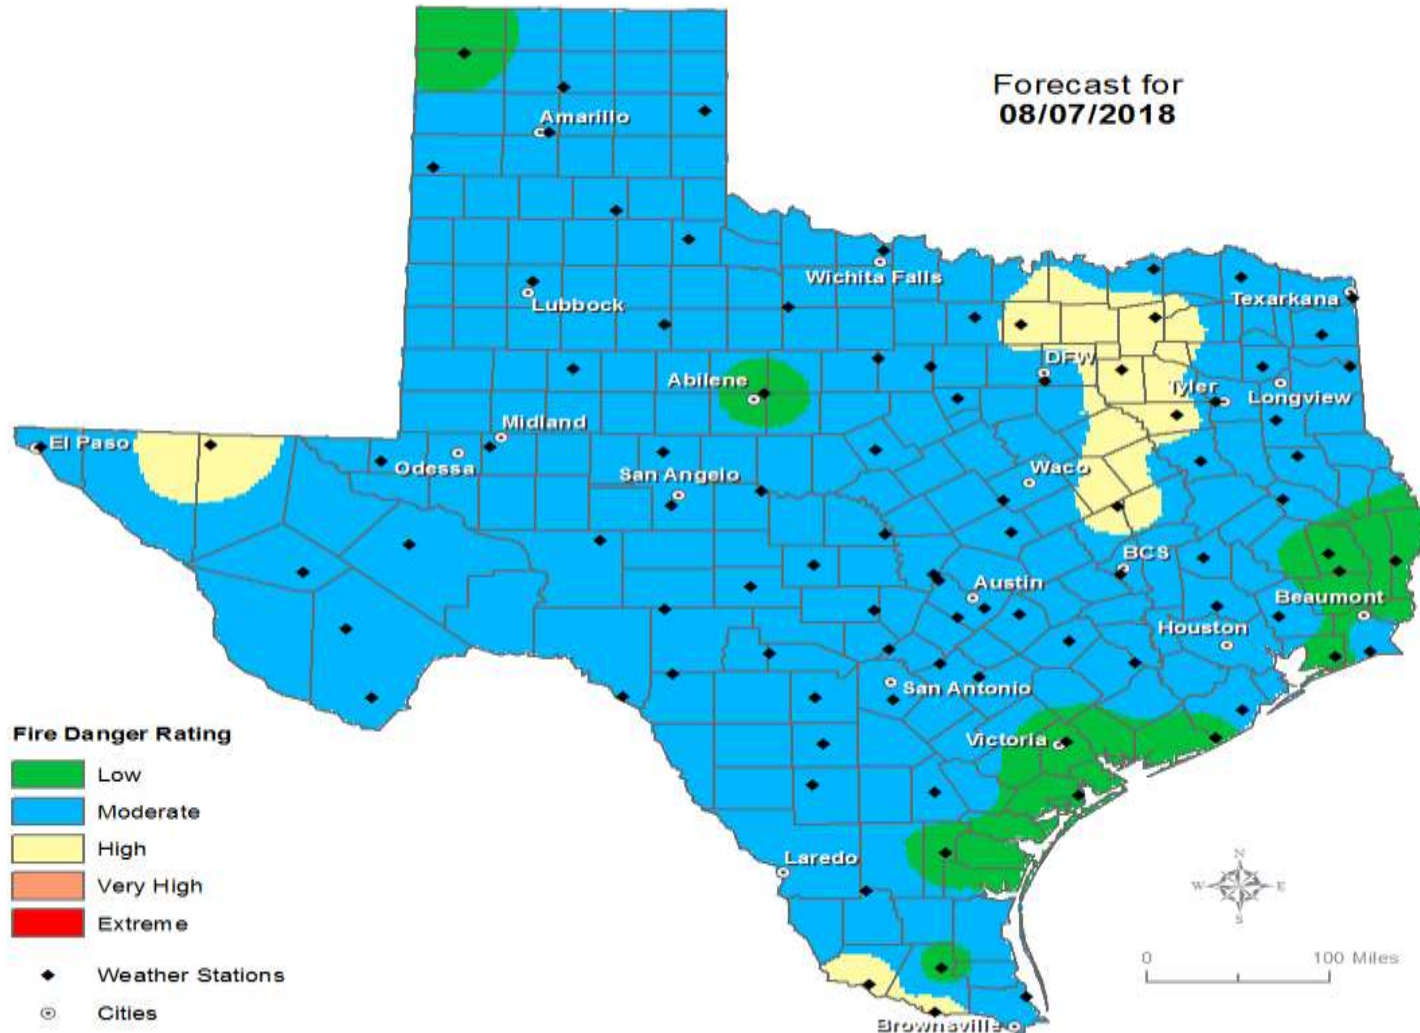 Forecast for
08/07/2018
Amarillo
Wichita Falls
Lubbock
Texarkana
DFW
Abilene
Tyler
Longview
Midland
El Paso
Odessa
San Angelo
Waco
BCS
Austin
Beaumont
Houston
San Antonio
Victoria
Laredo
Brownsville
Fire Danger Rating
Low
Moderate
High
Very High
Extreme
Weather Stations
Cities
N
W E
S
0 100 Miles